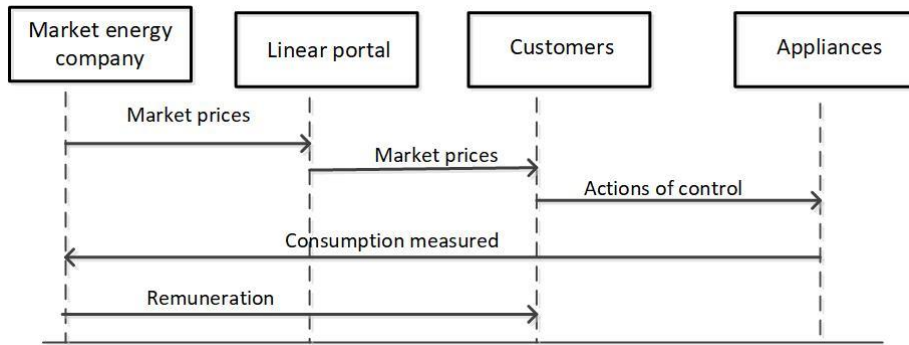 Market energy
company
Linear portal
Customers
Appliances
Market prices
Market prices
Actions of control
Consumption measured
Remuneration